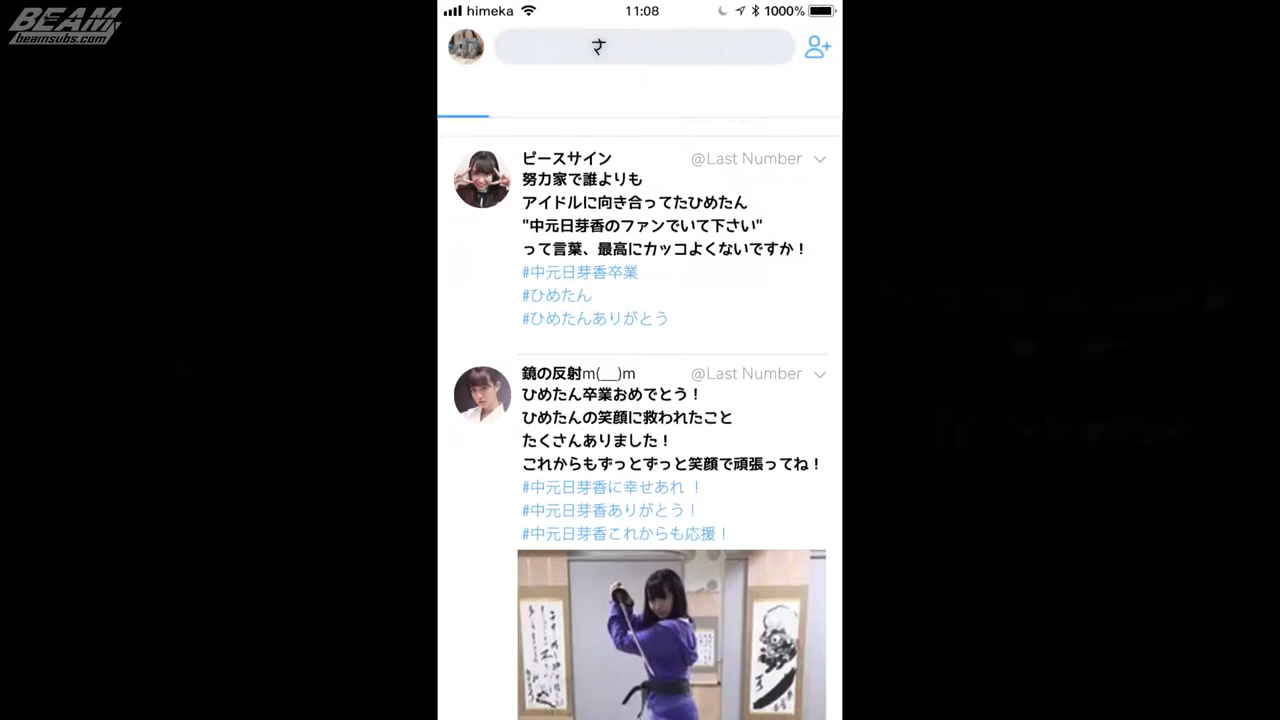 BEAM
beamsubs.com
himeka
11:08
1000%
さ
ピースサイン
@Last Number
努力家で誰よりも
アイドルに向き合ってたひめたん
"中元日芽香のファンでいて下さい"
って言葉、最高にカッコよくないですか！
#中元日芽香卒業
#ひめたん
#ひめたんありがとう
鏡の反射m(__)m
@Last Number
ひめたん卒業おめでとう！
ひめたんの笑顔に救われたこと
たくさんありました！
これからもずっとずっと笑顔で頑張ってね！
#中元日芽香に幸せあれ ！
#中元日芽香ありがとう！
#中元日芽香これからも応援！